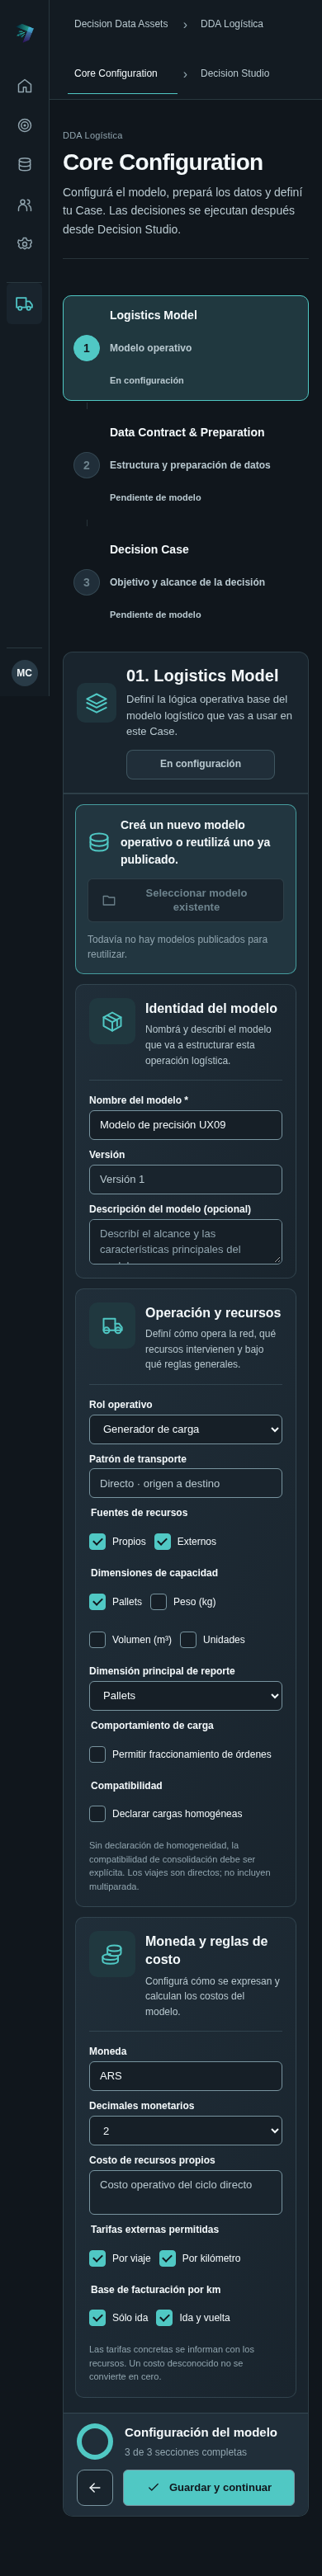 Decision Data Assets › DDA Logística
Core Configuration › Decision Studio
DDA Logística
Core Configuration
Configurá el modelo, prepará los datos y definí
tu Case. Las decisiones se ejecutan después
desde Decision Studio.
Logistics Model
1 Modelo operativo
En configuración
Data Contract & Preparation
2 Estructura y preparación de datos
Pendiente de modelo
Decision Case
3 Objetivo y alcance de la decisión
Pendiente de modelo
MC
01. Logistics Model
Definí la lógica operativa base del
modelo logístico que vas a usar en
este Case.
En configuración
Creá un nuevo modelo
operativo o reutilizá uno ya
publicado.
Seleccionar modelo
existente
Todavía no hay modelos publicados para
reutilizar.
Identidad del modelo
Nombrá y describí el modelo
que va a estructurar esta
operación logística.
Nombre del modelo *
Modelo de precisión UX09
Versión
Versión 1
Descripción del modelo (opcional)
Describí el alcance y las
características principales del
Operación y recursos
Definí cómo opera la red, qué
recursos intervienen y bajo
qué reglas generales.
Rol operativo
Generador de carga
Patrón de transporte
Directo · origen a destino
Fuentes de recursos
Propios Externos
Dimensiones de capacidad
Pallets Peso (kg)
Volumen (m³) Unidades
Dimensión principal de reporte
Pallets
Comportamiento de carga
Permitir fraccionamiento de órdenes
Compatibilidad
Declarar cargas homogéneas
Sin declaración de homogeneidad, la
compatibilidad de consolidación debe ser
explícita. Los viajes son directos; no incluyen
multiparada.
Moneda y reglas de
costo
Configurá cómo se expresan y
calculan los costos del
modelo.
Moneda
ARS
Decimales monetarios
2
Costo de recursos propios
Costo operativo del ciclo directo
Tarifas externas permitidas
Por viaje Por kilómetro
Base de facturación por km
Sólo ida Ida y vuelta
Las tarifas concretas se informan con los
recursos. Un costo desconocido no se
convierte en cero.
Configuración del modelo
3 de 3 secciones completas
Guardar y continuar